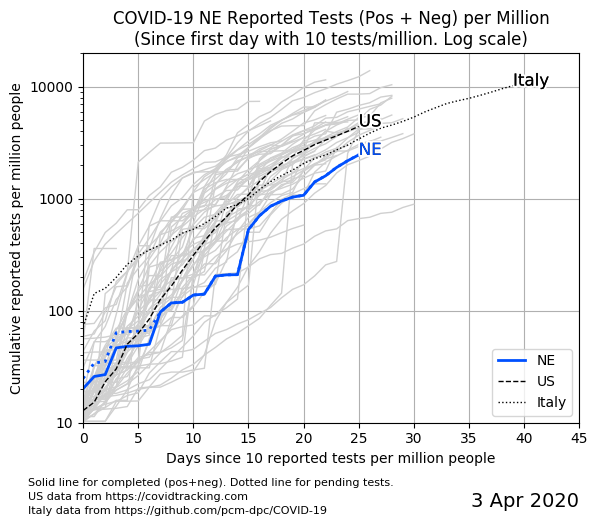 COVID-19 NE Reported Tests (Pos + Neg) per Million
(Since first day with 10 tests/million. Log scale)
Cumulative reported tests per million people
10000
1000
100
10
Italy
US
NE
NE
US
Italy
0 5 10 15 20 25 30 35 40 45
Days since 10 reported tests per million people
Solid line for completed (pos+neg). Dotted line for pending tests.
US data from https://covidtracking.com
Italy data from https://github.com/pcm-dpc/COVID-19
3 Apr 2020